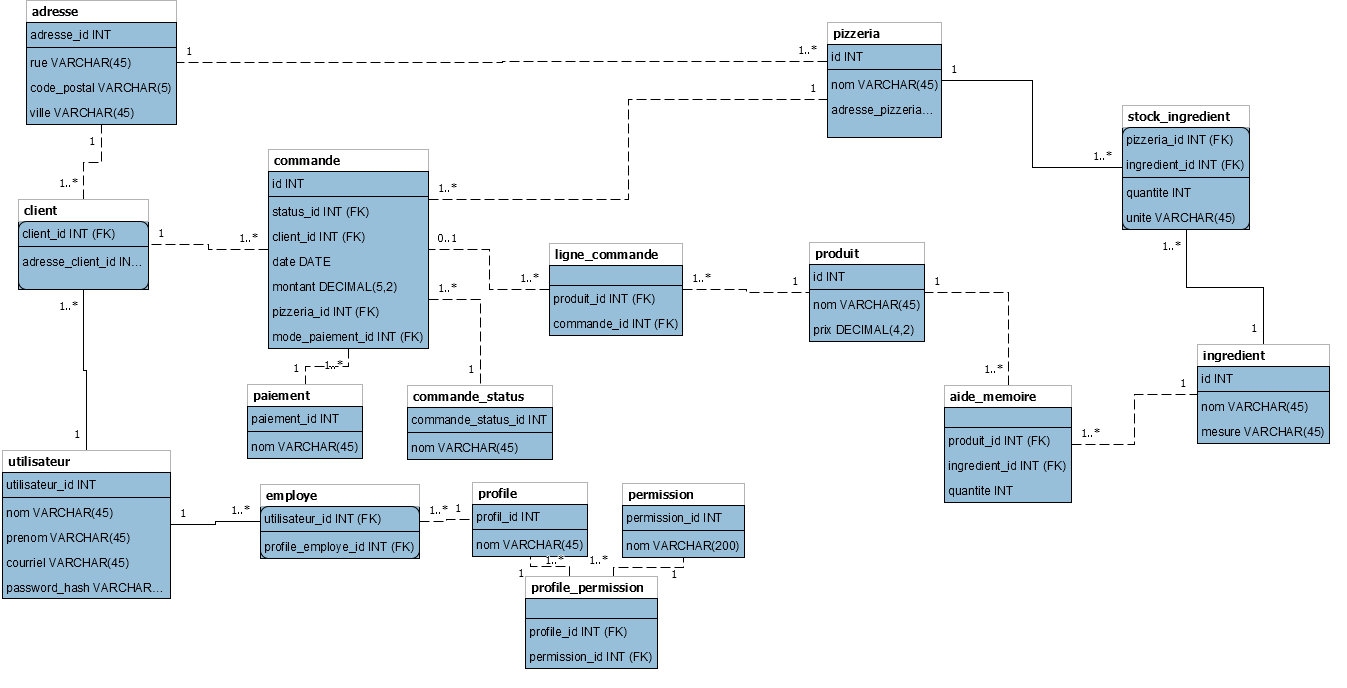 adresse
adresse_id INT
rue VARCHAR(45)
code_postal VARCHAR(5)
ville VARCHAR(45)
1
1..*
1
1..*
pizzeria
id INT
nom VARCHAR(45)
adresse_pizzeria...
1
1
1..*
stock_ingredient
pizzeria_id INT (FK)
ingredient_id INT (FK)
quantite INT
unite VARCHAR(45)
1..*
1
commande
id INT
status_id INT (FK)
client_id INT (FK)
date DATE
montant DECIMAL(5,2)
pizzeria_id INT (FK)
mode_paiement_id INT (FK)
1..*
0..1
1..*
1
1..*
1
1..*
client
client_id INT (FK)
adresse_client_id IN...
1
1..*
1..*
1
ligne_commande
produit_id INT (FK)
commande_id INT (FK)
1..*
1
produit
id INT
nom VARCHAR(45)
prix DECIMAL(4,2)
1
1..*
ingredient
id INT
nom VARCHAR(45)
mesure VARCHAR(45)
1
1..*
paiement
paiement_id INT
nom VARCHAR(45)
commande_status
commande_status_id INT
nom VARCHAR(45)
aide_memoire
produit_id INT (FK)
ingredient_id INT (FK)
quantite INT
utilisateur
utilisateur_id INT
nom VARCHAR(45)
prenom VARCHAR(45)
courriel VARCHAR(45)
password_hash VARCHAR...
1
1..*
employe
utilisateur_id INT (FK)
profile_employe_id INT (FK)
1..*
1
profile
profil_id INT
nom VARCHAR(45)
permission
permission_id INT
nom VARCHAR(200)
1..*
1..*
1
1
profile_permission
profile_id INT (FK)
permission_id INT (FK)